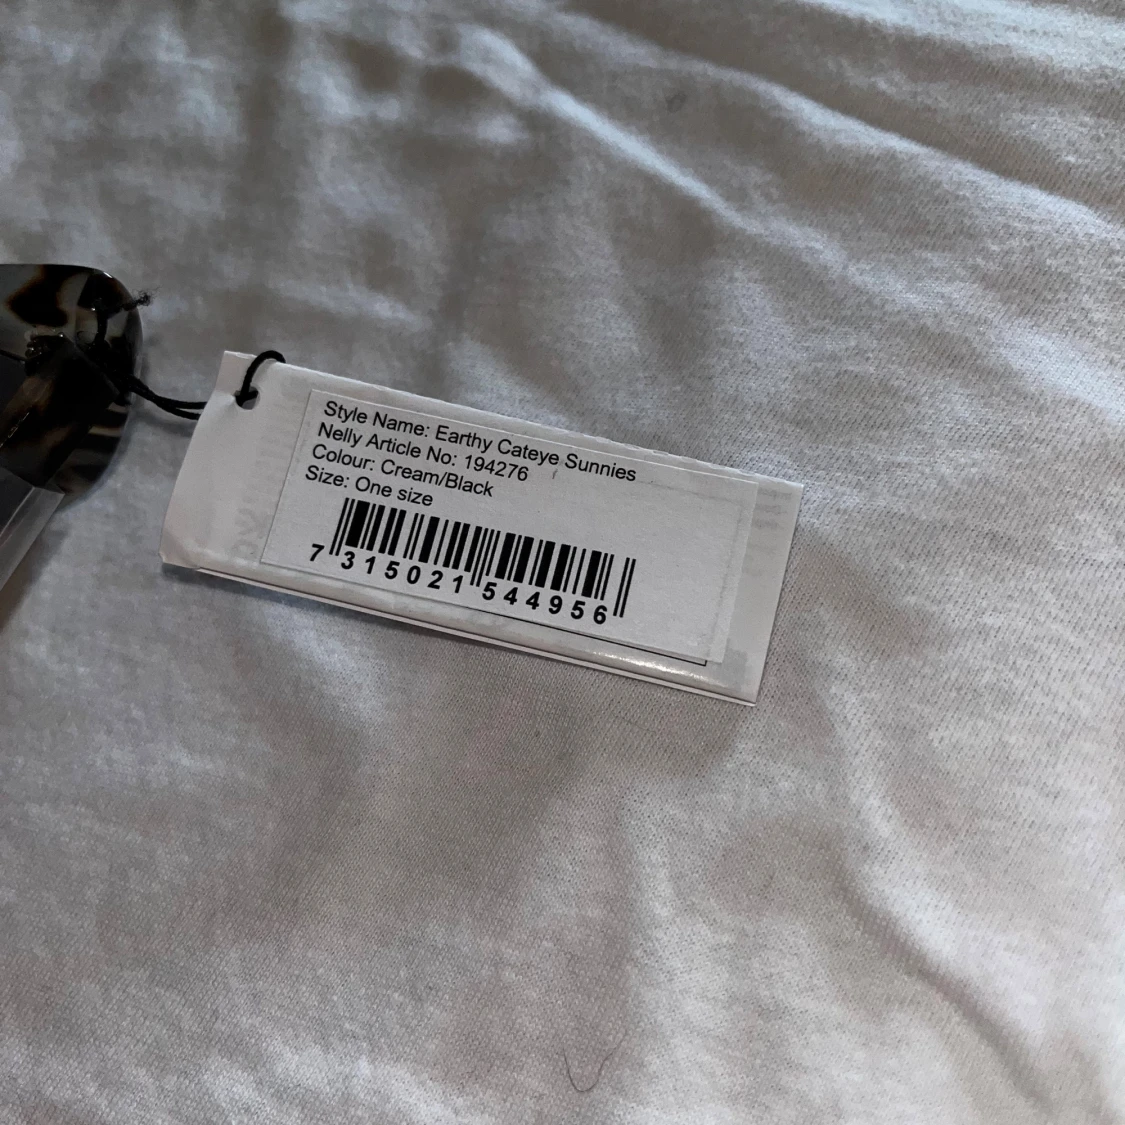 Style Name: Earthy Cateye Sunnies
Nelly Article No: 194276
Colour: Cream/Black
Size: One size
7 315021 544956